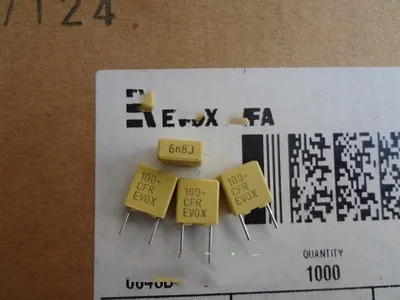 /124
EVOX FA
6n8J
100~
CFR
EVOX
100~
CFR
EVOX
100~
CFR
EVOX
QUANTITY
1000